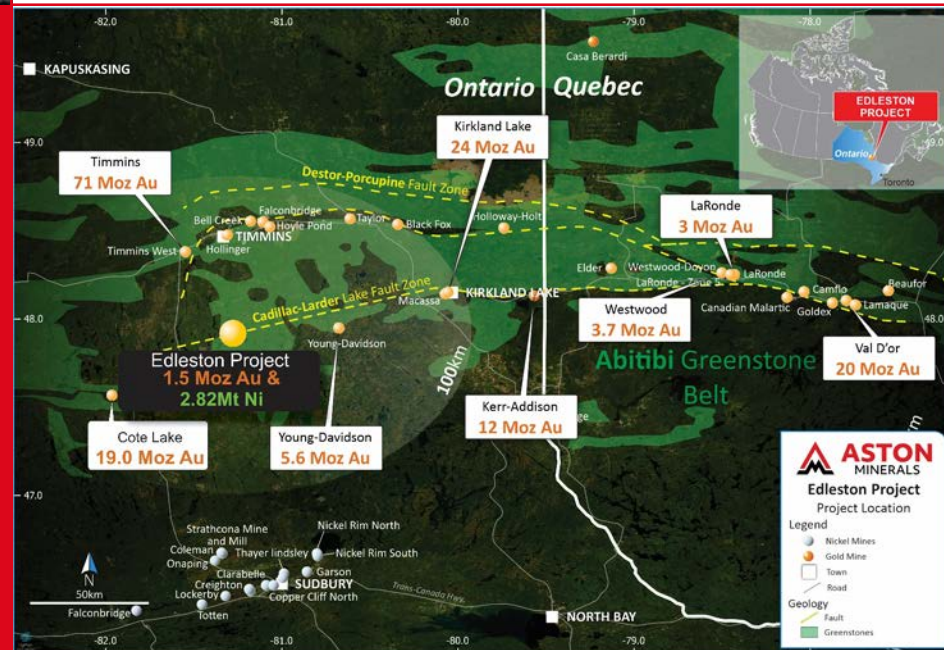 -82.0
-81.0
-80.0
-79.0
-78.0
KAPUSKASING
Casa Berardi
Ontario
Quebec
EDLESTON
PROJECT
Ontario
Toronto
49.0
Kirkland Lake
24 Moz Au
Timmins
71 Moz Au
Destor-Porcupine Fault Zone
LaRonde
3 Moz Au
Bell Creek
Falconbridge
Hoyle Pond
Taylor
Black Fox
Holloway-Holt
TIMMINS
Hollinger
Timmins West
Elder
Westwood-Doyon
LaRonde
LaRonde - Zone 5
Cadillac-Larder Lake Fault Zone
Macassa
KIRKLAND LAKE
Canadian Malartic
Camflo
Goldex
Beaufor
Lamaque
48.0
48.0
Westwood
3.7 Moz Au
Young-Davidson
Edleston Project
1.5 Moz Au &
2.82Mt Ni
100km
Abitibi Greenstone
Belt
Val D'or
20 Moz Au
Cote Lake
19.0 Moz Au
Young-Davidson
5.6 Moz Au
Kerr-Addison
12 Moz Au
47.0
ASTON
MINERALS
Edleston Project
Project Location
Legend
Nickel Mines
Gold Mine
Town
Road
Geology
Fault
Greenstones
Strathcona Mine
and Mill
Nickel Rim North
Coleman
Thayer lindsley
Nickel Rim South
Onaping
Clarabelle
Garson
Creighton
SUDBURY
Lockerby
Copper Cliff North
Totten
Falconbridge
Trans-Canada Hwy.
NORTH BAY
N
50km
-82.0
-81.0
-80.0
-79.0